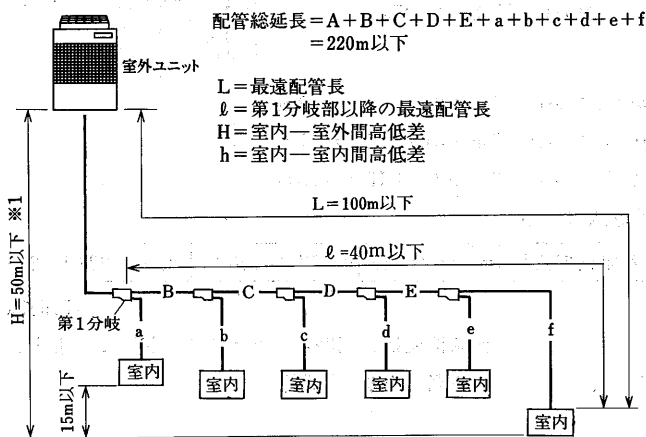 配管総延長＝A＋B＋C＋D＋E＋a＋b＋c＋d＋e＋f
＝220m以下
室外ユニット
L＝最遠配管長
ℓ＝第1分岐部以降の最遠配管長
H＝室内―室外間高低差
h＝室内―室内間高低差
L＝100m以下
H＝50m以下 ※1
ℓ＝40m以下
B
C
D
E
第1分岐
a
b
c
d
e
f
室内
室内
室内
室内
室内
室内
15m以下